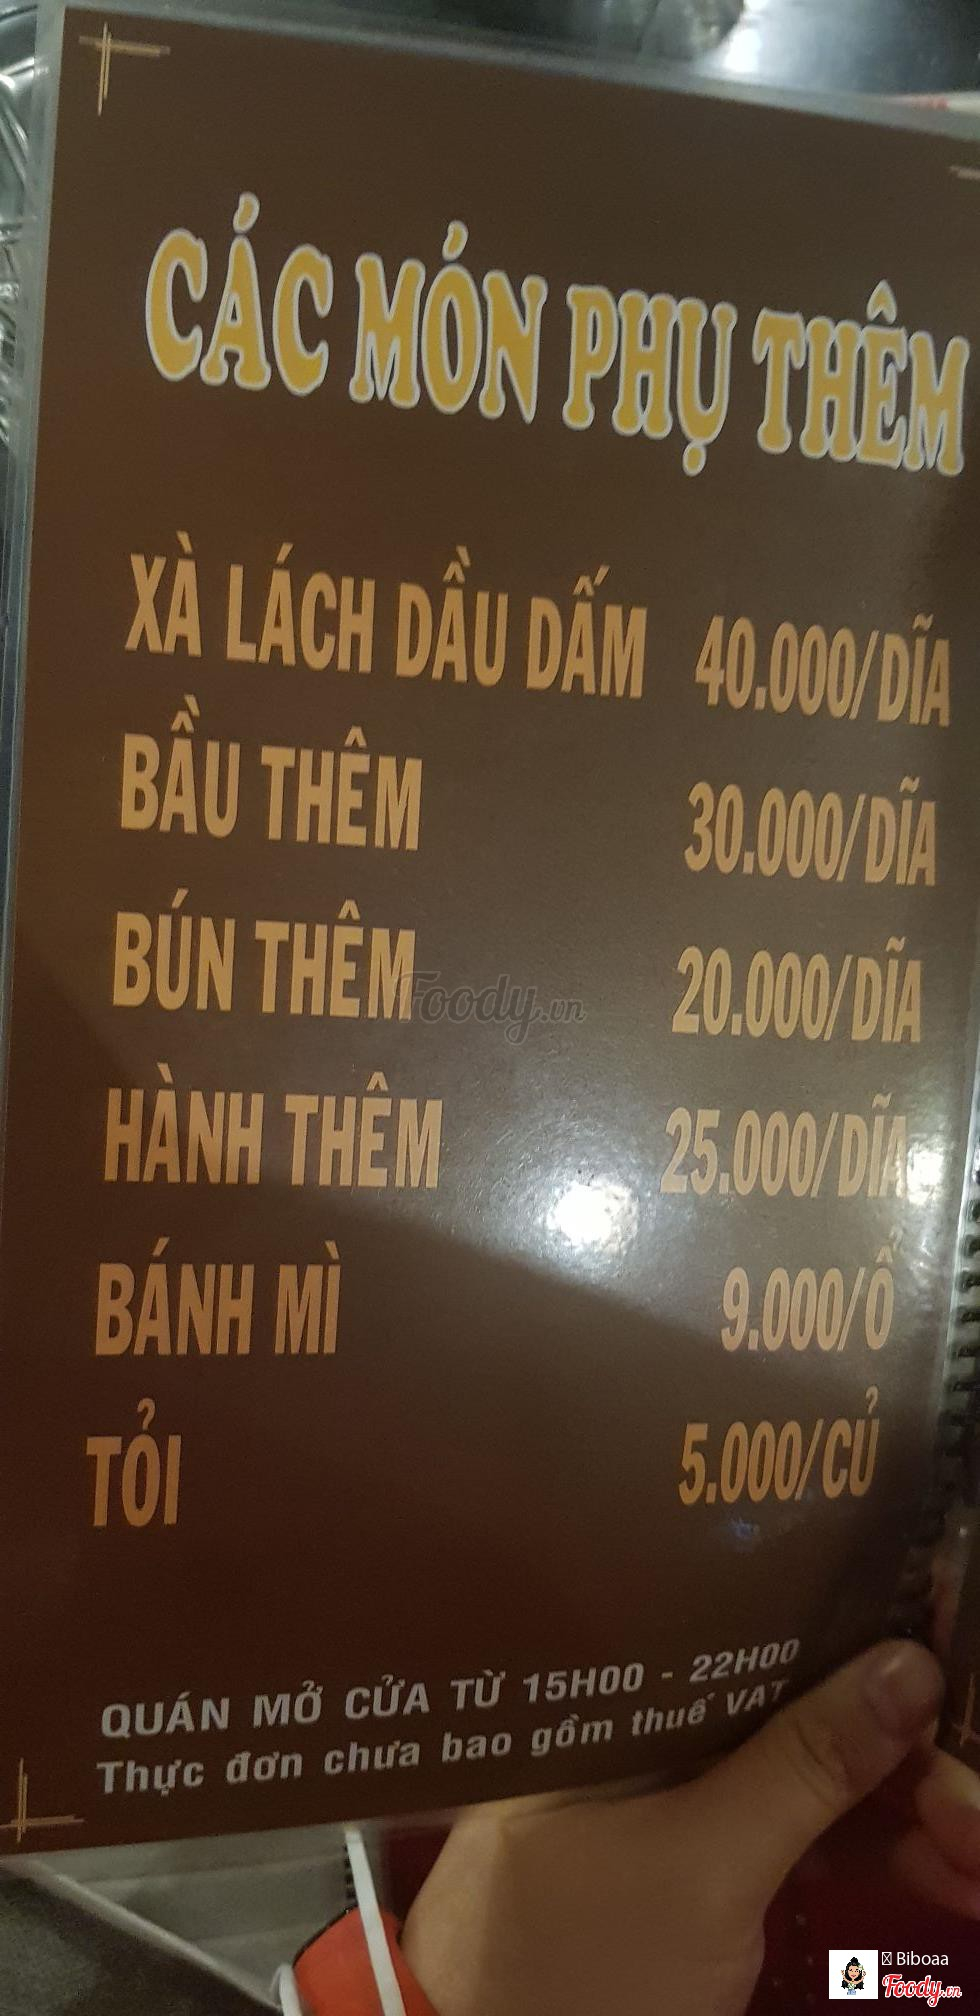 CÁC MÓN PHỤ THÊM
XÀ LÁCH DẦU DẤM 40.000/DĨA
BẦU THÊM 30.000/DĨA
BÚN THÊM 20.000/DĨA
HÀNH THÊM 25.000/DĨA
BÁNH MÌ 9.000/Ổ
TỎI 5.000/CỦ
QUÁN MỞ CỬA TỪ 15H00 - 22H00
Thực đơn chưa bao gồm thuế VAT
Foody.vn
Biboaa
Foody.vn